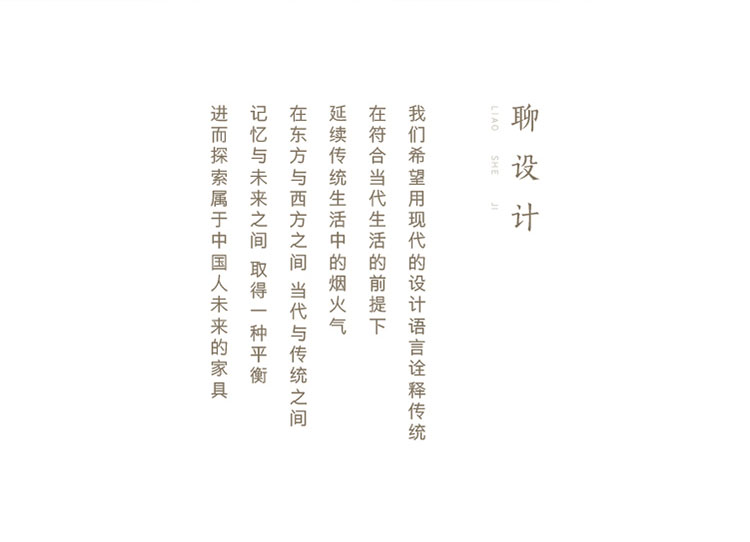 聊设计
LIAO SHE JI
我们希望用现代的设计语言诠释传统
在符合当代生活的前提下
延续传统生活中的烟火气
在东方与西方之间 当代与传统之间
记忆与未来之间 取得一种平衡
进而探索属于中国人未来的家具